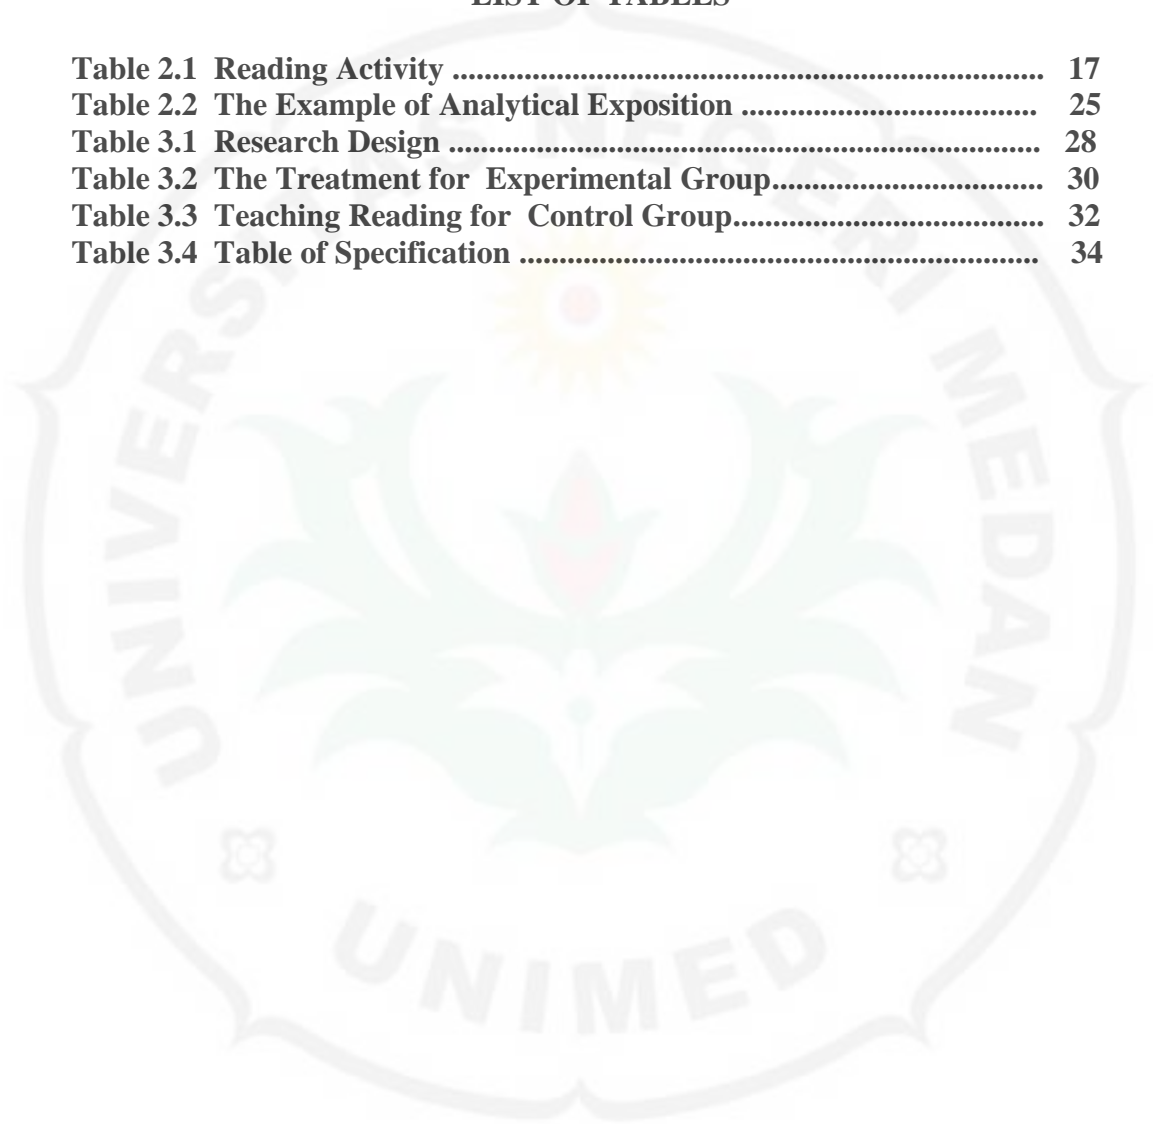 LIST OF TABLES
Table 2.1 Reading Activity .......................................................................... 17
Table 2.2 The Example of Analytical Exposition ..................................... 25
Table 3.1 Research Design .......................................................................... 28
Table 3.2 The Treatment for Experimental Group.................................. 30
Table 3.3 Teaching Reading for Control Group....................................... 32
Table 3.4 Table of Specification ................................................................. 34
UNIVERSITAS NEGERI MEDAN
UNIMED